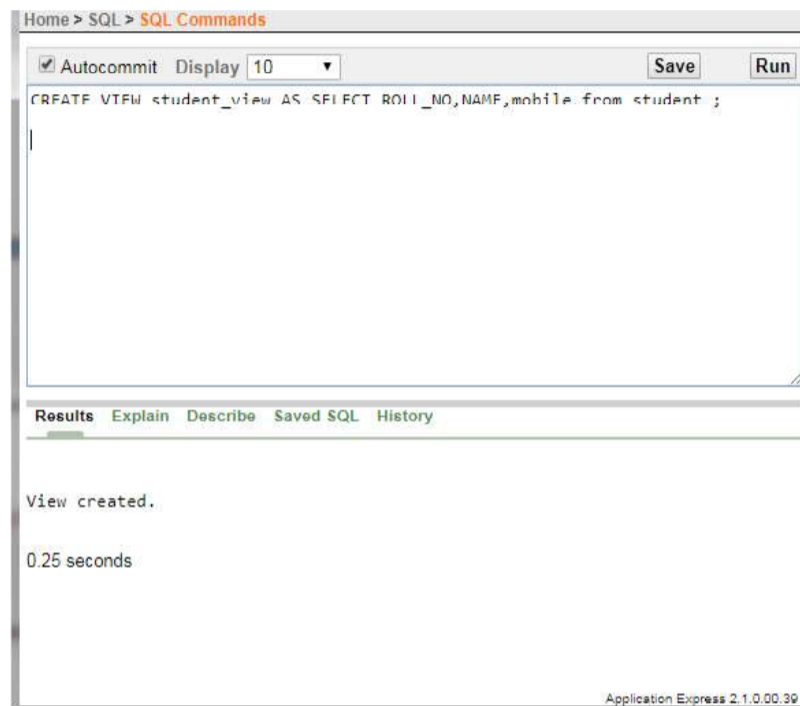 Home > SQL > SQL Commands
Autocommit Display 10 Save Run
CREATE VIEW student_view AS SELECT ROLL_NO,NAME,mobile from student ;
Results Explain Describe Saved SQL History
View created.
0.25 seconds
Application Express 2.1.0.00.39